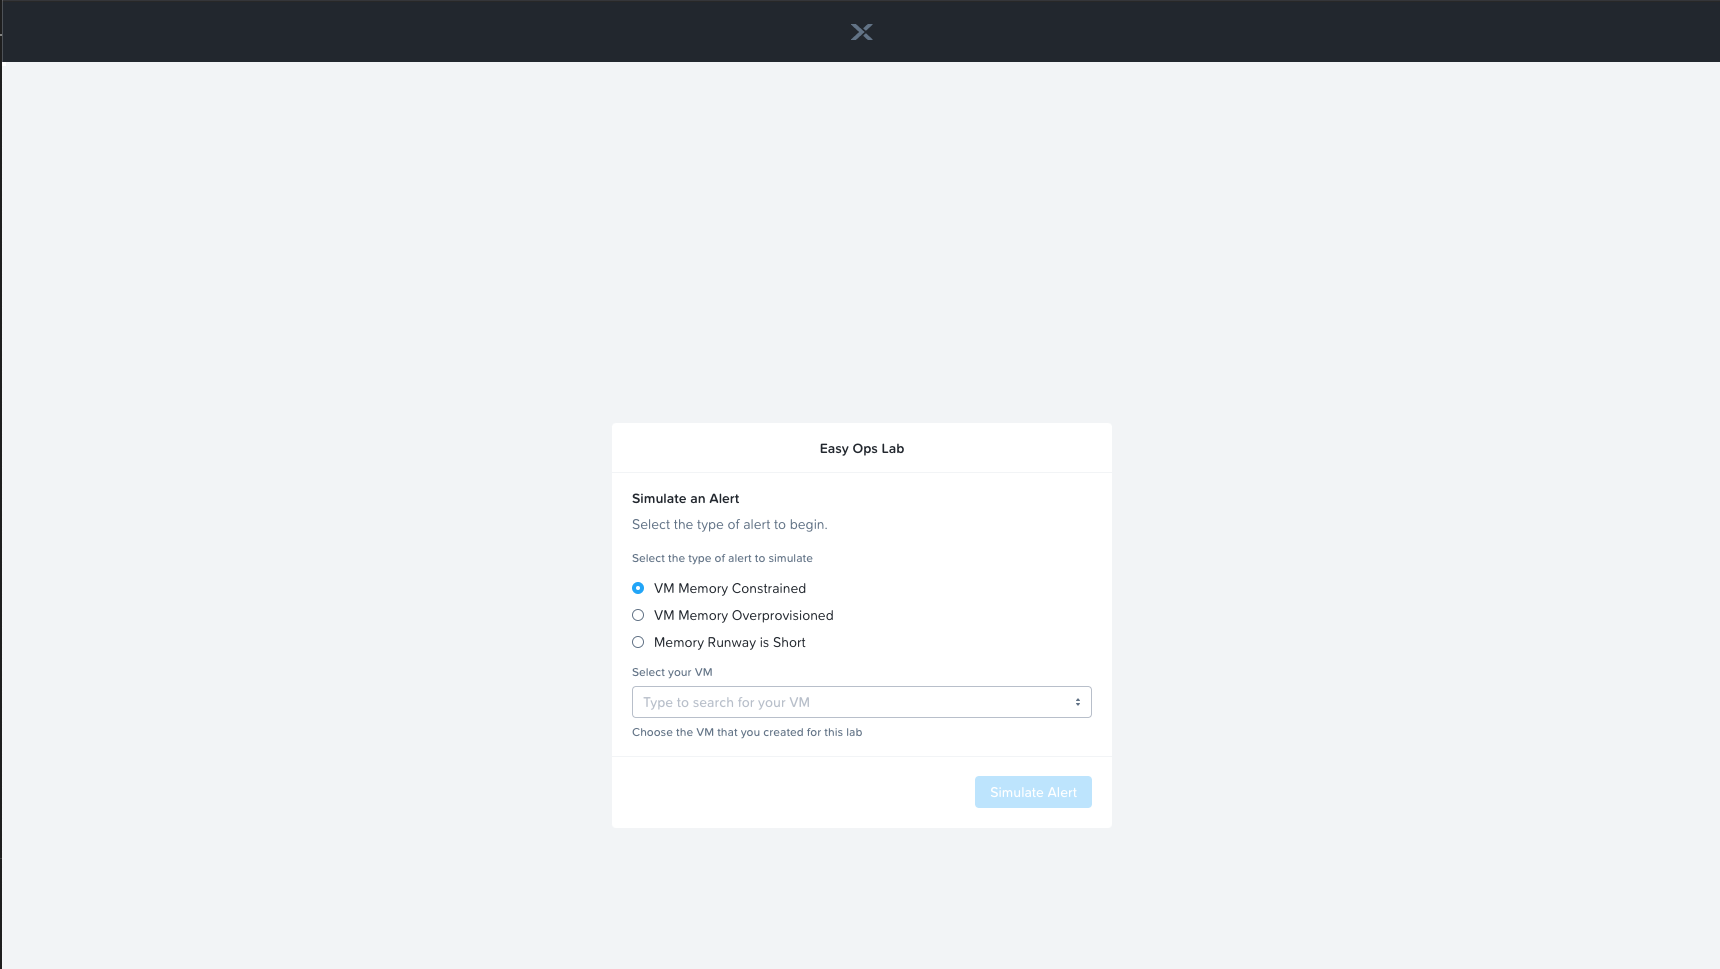 Easy Ops Lab
Simulate an Alert
Select the type of alert to begin.
Select the type of alert to simulate
VM Memory Constrained
VM Memory Overprovisioned
Memory Runway is Short
Select your VM
Type to search for your VM
Choose the VM that you created for this lab
Simulate Alert